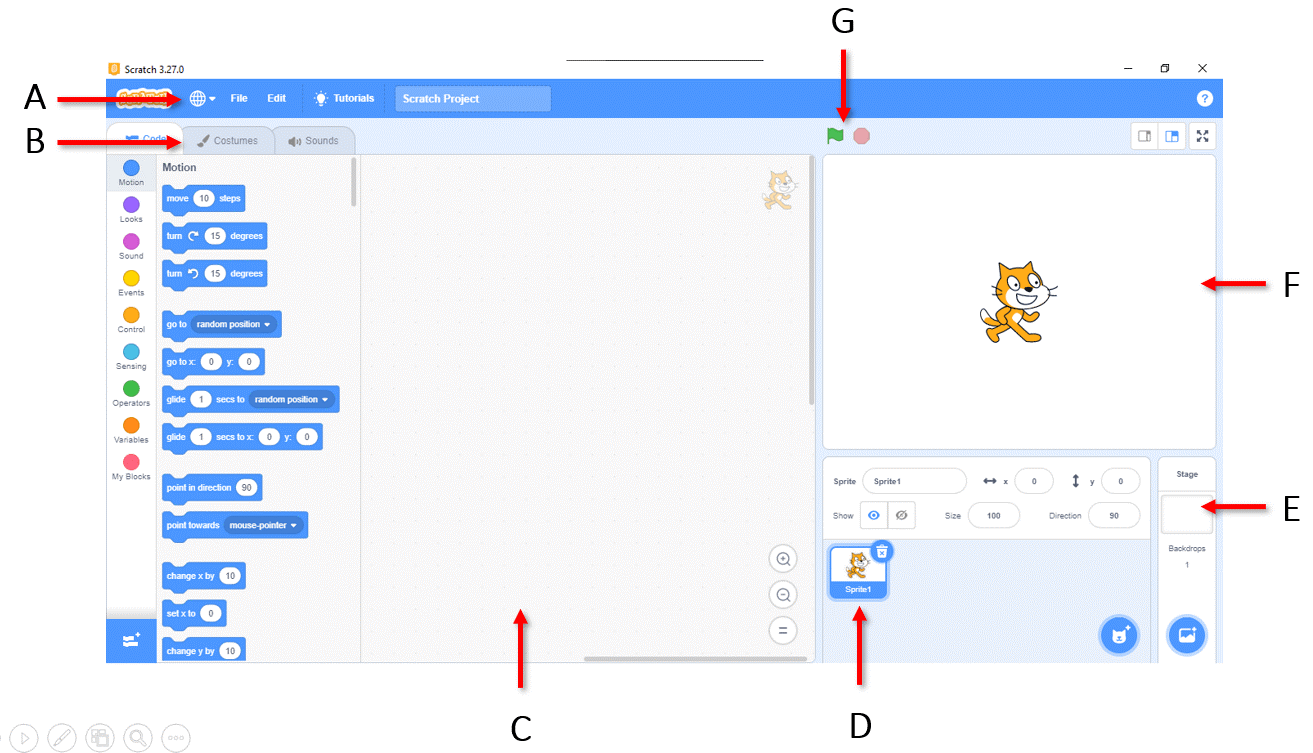 G
Scratch 3.27.0
A
File Edit Tutorials Scratch Project ?
B
Code Costumes Sounds
Motion
Looks
Sound
Events
Control
Sensing
Operators
Variables
My Blocks
Motion
move 10 steps
turn 15 degrees
turn 15 degrees
go to random position
go to x: 0 y: 0
glide 1 secs to random position
glide 1 secs to x: 0 y: 0
point in direction 90
point towards mouse-pointer
change x by 10
set x to 0
change y by 10
F
Sprite Sprite1 x 0 y 0
Show Size 100 Direction 90
Sprite1
Stage
E
Backdrops
1
C
D